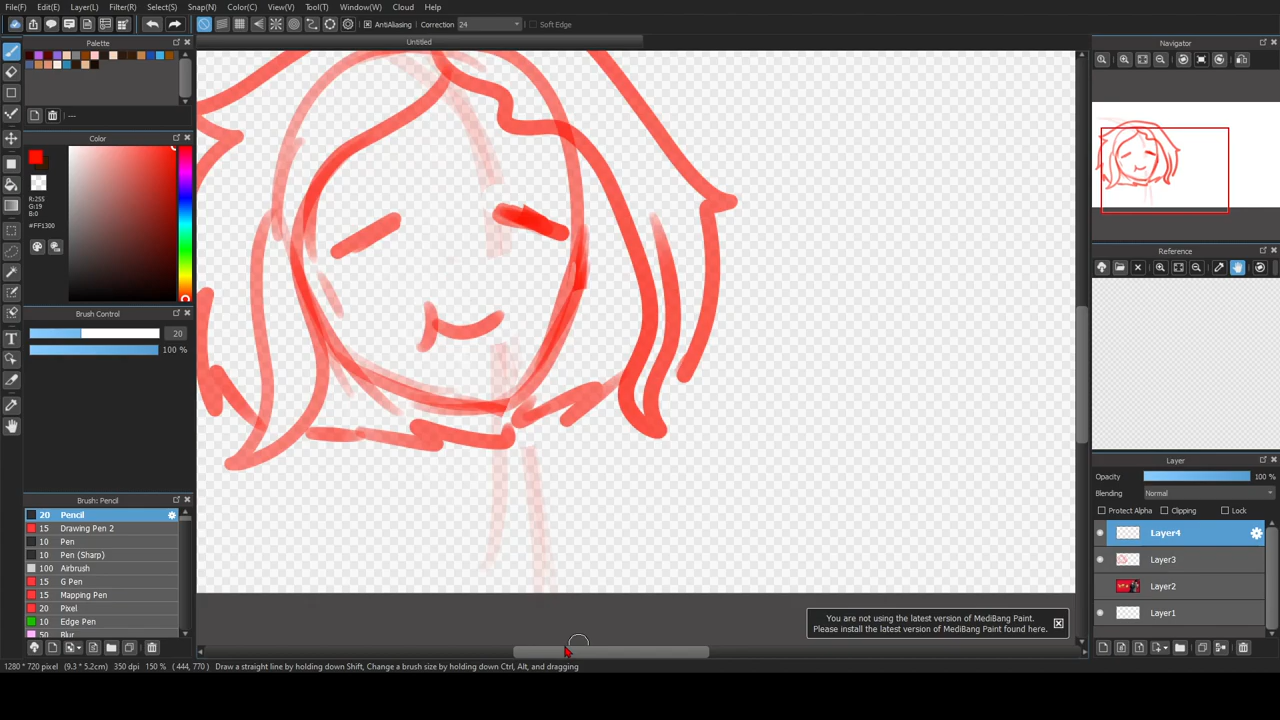 File(F) Edit(E) Layer(L) Filter(R) Select(S) Snap(N) Color(C) View(V) Tool(T) Window(W) Cloud Help
AntiAliasing Correction 24 Soft Edge
Palette
Untitled
Navigator
---
Color
R:255
G:19
B:0
#FF1300
Reference
Brush Control
20
100 %
Layer
Opacity 100 %
Blending Normal
Protect Alpha Clipping Lock
Brush: Pencil
20 Pencil
15 Drawing Pen 2
10 Pen
10 Pen (Sharp)
100 Airbrush
15 G Pen
15 Mapping Pen
20 Pixel
10 Edge Pen
50 Blur
Layer4
Layer3
Layer2
Layer1
You are not using the latest version of MediBang Paint.
Please install the latest version of MediBang Paint found here.
1280 * 720 pixel (9.3 * 5.2cm) 350 dpi 150 % ( 444, 770 ) Draw a straight line by holding down Shift, Change a brush size by holding down Ctrl, Alt, and dragging